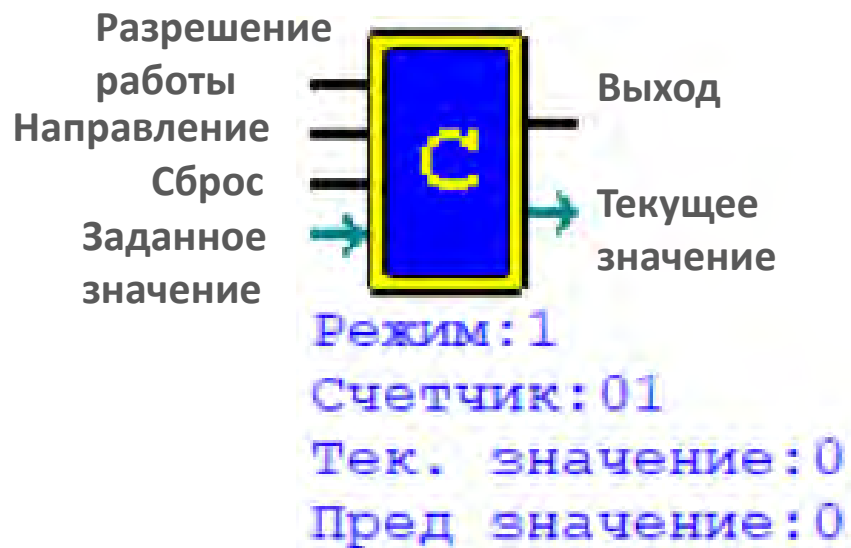 Разрешение
работы
Направление
Сброс
Заданное
значение
C
Выход
Текущее
значение
Режим:1
Счетчик:01
Тек. значение:0
Пред значение:0